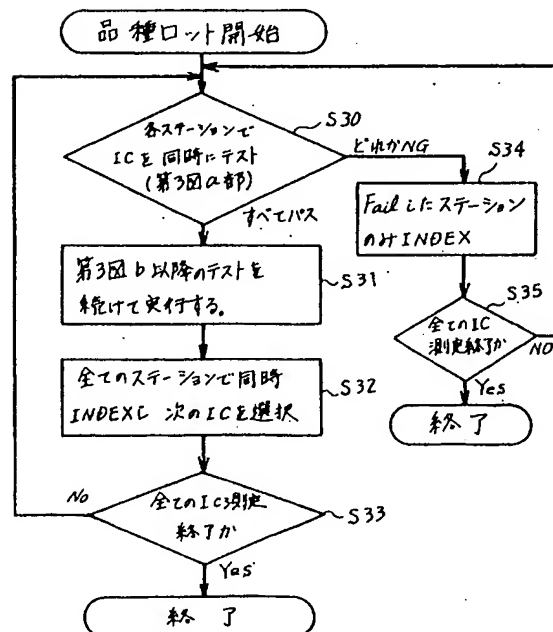 品種ロット開始
各ステーションで
ICを同時にテスト
(第3図a部)
S30
どれかNG
すべてパス
S34
Failしたステーション
のみINDEX
第3図b以降のテストを
続けて実行する。
S31
S35
全てのIC
測定終了か
NO
Yes
終了
全てのステーションで同時
INDEXし 次のICを選択
S32
No
全てのIC測定
終了か
S33
Yes
終了